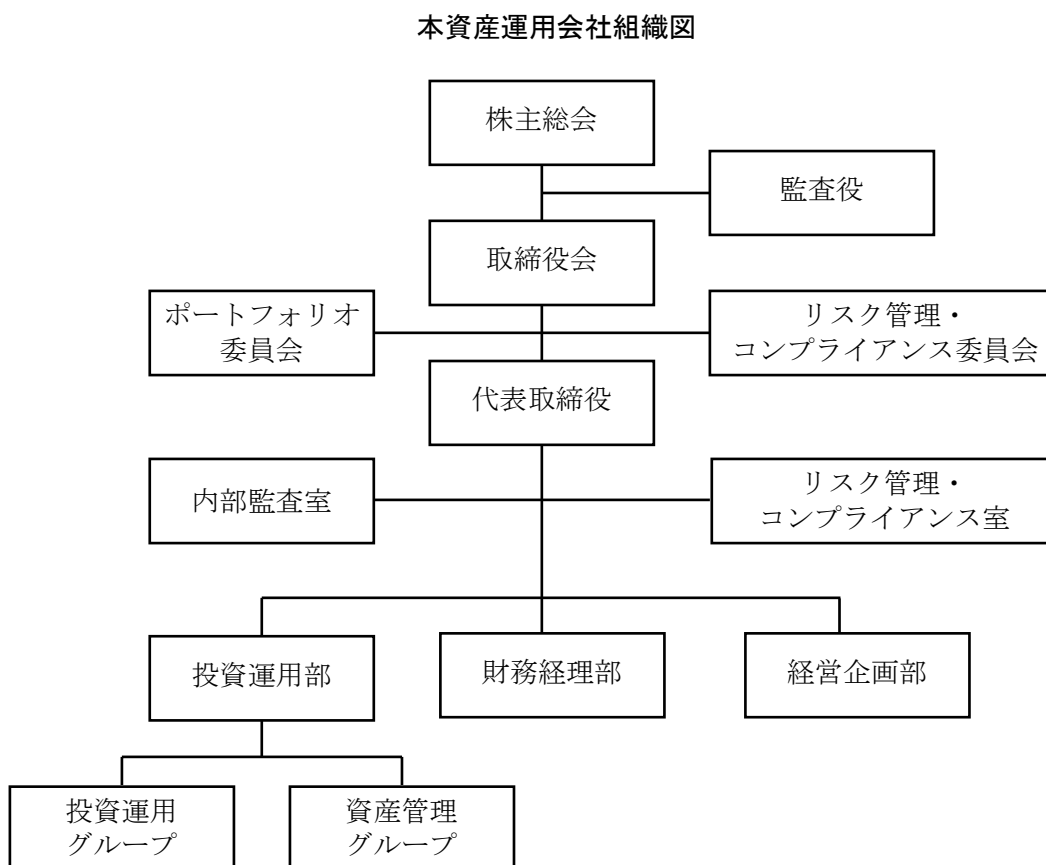 本資産運用会社組織図
株主総会
監査役
取締役会
ポートフォリオ
委員会
リスク管理・
コンプライアンス委員会
代表取締役
内部監査室
リスク管理・
コンプライアンス室
投資運用部
財務経理部
経営企画部
投資運用
グループ
資産管理
グループ